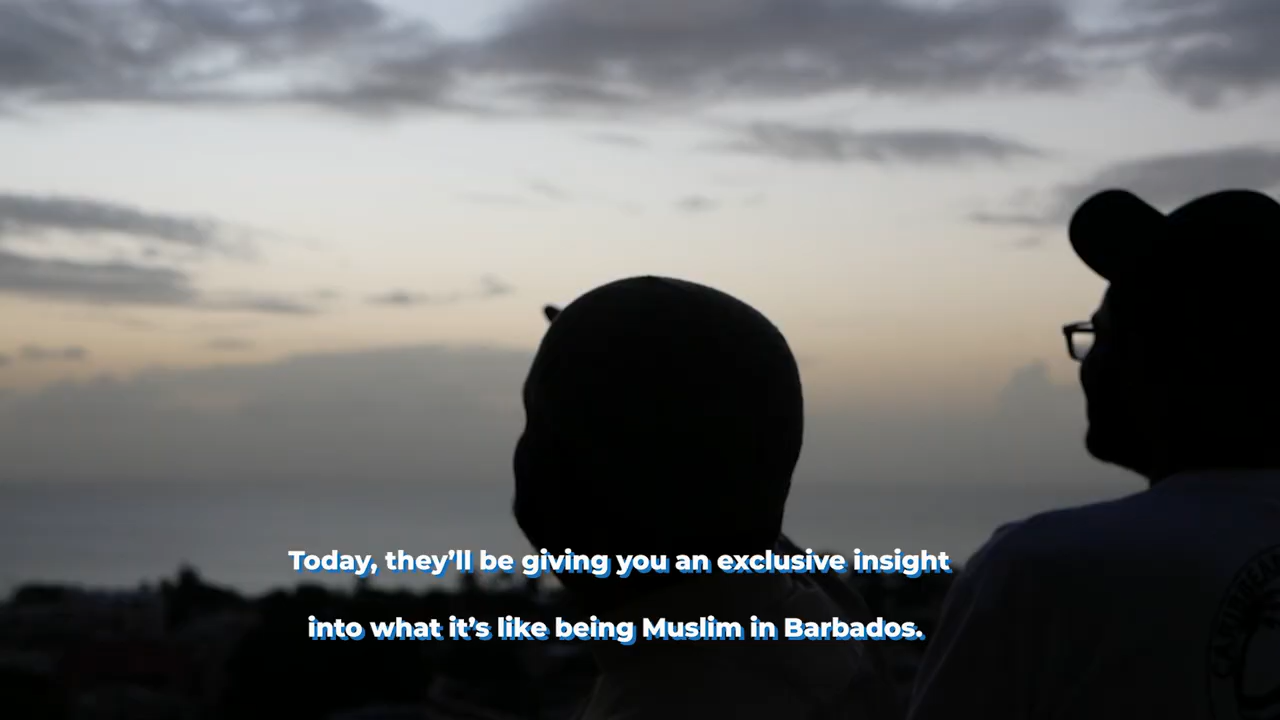 Today, they’ll be giving you an exclusive insight
into what it’s like being Muslim in Barbados.